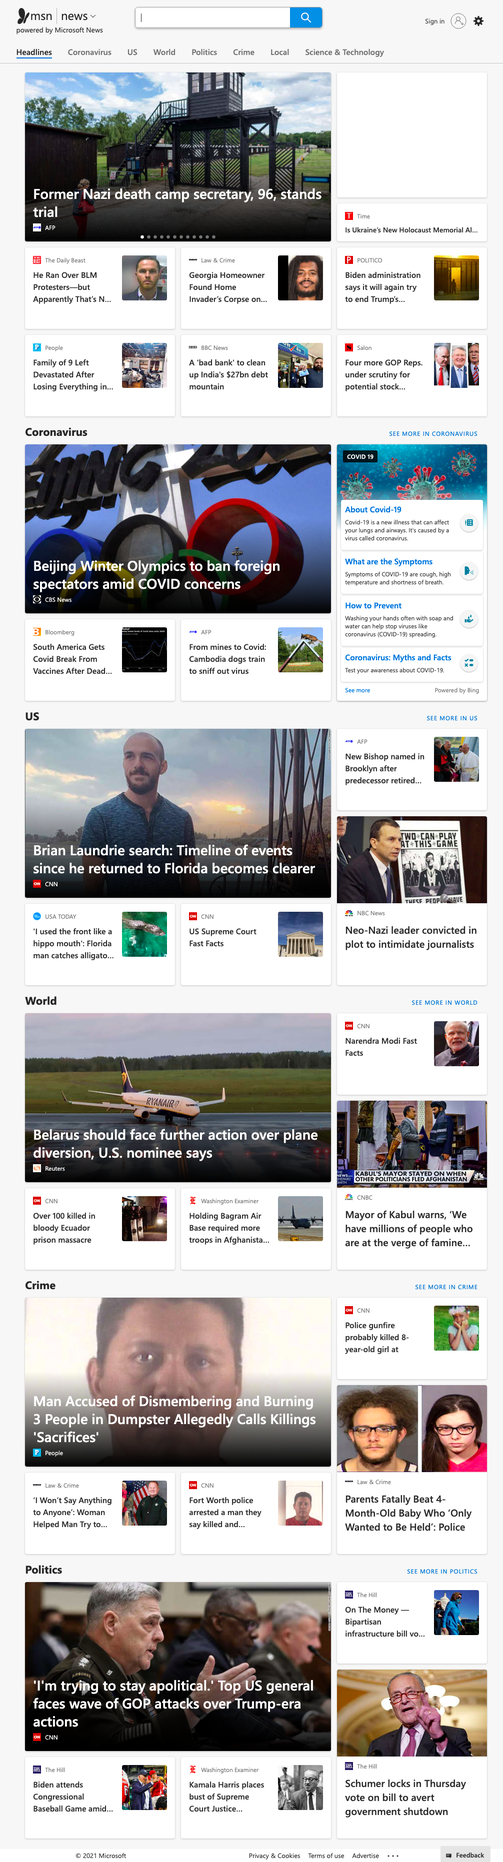 msn news
powered by Microsoft News
Sign in
Headlines Coronavirus US World Politics Crime Local Science & Technology
Former Nazi death camp secretary, 96, stands
trial
AFP
Time
Is Ukraine's New Holocaust Memorial Al...
The Daily Beast
He Ran Over BLM
Protesters—but
Apparently That's N...
Law & Crime
Georgia Homeowner
Found Home
Invader's Corpse on...
POLITICO
Biden administration
says it will again try
to end Trump's...
People
Family of 9 Left
Devastated After
Losing Everything in...
BBC News
A 'bad bank' to clean
up India's $27bn debt
mountain
Salon
Four more GOP Reps.
under scrutiny for
potential stock...
Coronavirus
SEE MORE IN CORONAVIRUS
Beijing Winter Olympics to ban foreign
spectators amid COVID concerns
CBS News
COVID 19
About Covid-19
Covid-19 is a new illness that can affect
your lungs and airways. It's caused by a
virus called coronavirus.
What are the Symptoms
Symptoms of COVID-19 are cough, high
temperature and shortness of breath.
How to Prevent
Washing your hands often with soap and
water can help stop viruses like
coronavirus (COVID-19) spreading.
Coronavirus: Myths and Facts
Test your awareness about COVID-19.
See more
Powered by Bing
Bloomberg
South America Gets
Covid Break From
Vaccines After Dead...
AFP
From mines to Covid:
Cambodia dogs train
to sniff out virus
US
SEE MORE IN US
Brian Laundrie search: Timeline of events
since he returned to Florida becomes clearer
CNN
AFP
New Bishop named in
Brooklyn after
predecessor retired...
TWO CAN PLAY
AT THIS GAME
THESE PEOPLE HAVE
NBC News
Neo-Nazi leader convicted in
plot to intimidate journalists
USA TODAY
'I used the front like a
hippo mouth': Florida
man catches alligato...
CNN
US Supreme Court
Fast Facts
World
SEE MORE IN WORLD
RYANAIR
Belarus should face further action over plane
diversion, U.S. nominee says
Reuters
CNN
Narendra Modi Fast
Facts
KABUL'S MAYOR STAYED ON WHEN
OTHER POLITICIANS FLED AFGHANISTAN
CNBC
Mayor of Kabul warns, 'We
have millions of people who
are at the verge of famine...
CNN
Over 100 killed in
bloody Ecuador
prison massacre
Washington Examiner
Holding Bagram Air
Base required more
troops in Afghanista...
Crime
SEE MORE IN CRIME
Man Accused of Dismembering and Burning
3 People in Dumpster Allegedly Calls Killings
'Sacrifices'
People
CNN
Police gunfire
probably killed 8-
year-old girl at
Law & Crime
Parents Fatally Beat 4-
Month-Old Baby Who 'Only
Wanted to Be Held': Police
Law & Crime
'I Won't Say Anything
to Anyone': Woman
Helped Man Try to...
CNN
Fort Worth police
arrested a man they
say killed and...
Politics
SEE MORE IN POLITICS
'I'm trying to stay apolitical.' Top US general
faces wave of GOP attacks over Trump-era
actions
CNN
The Hill
On The Money —
Bipartisan
infrastructure bill vo...
The Hill
Schumer locks in Thursday
vote on bill to avert
government shutdown
The Hill
Biden attends
Congressional
Baseball Game amid...
Washington Examiner
Kamala Harris places
bust of Supreme
Court Justice...
© 2021 Microsoft
Privacy & Cookies Terms of use Advertise
Feedback